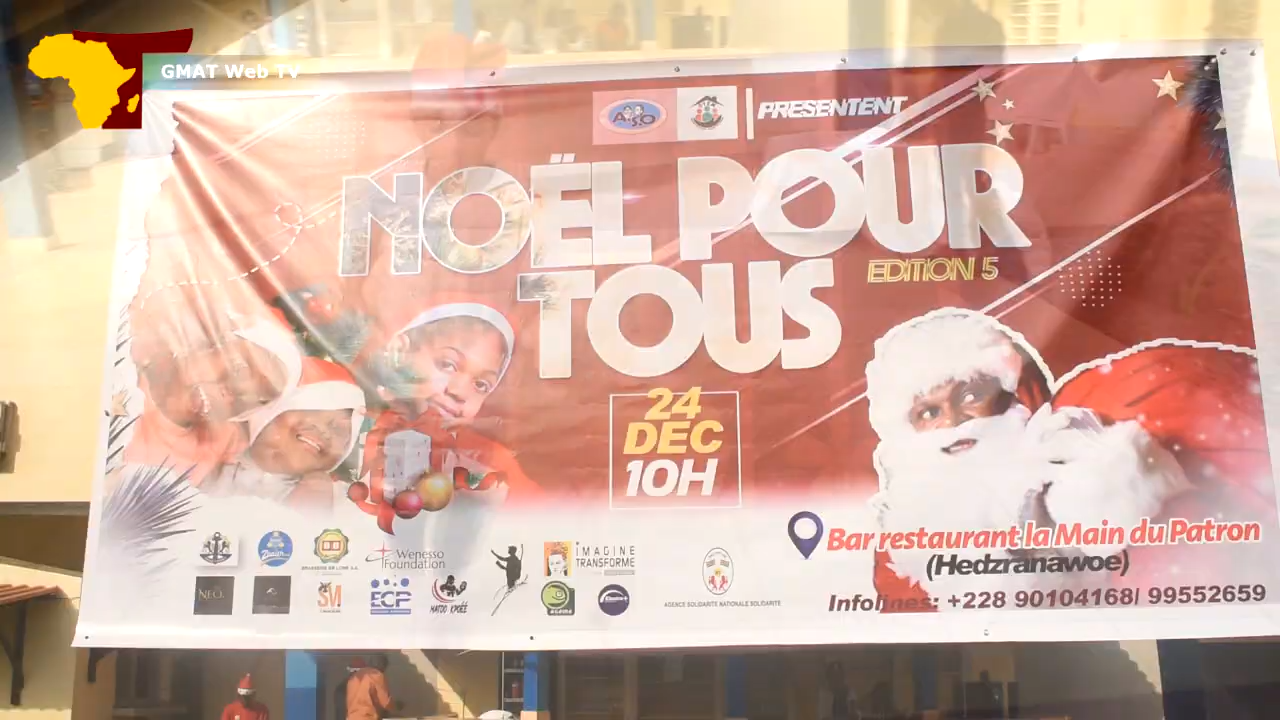 GMAT Web TV
A.S.O
PRESENTENT
NOËL POUR
TOUS
EDITION 5
24
DEC
10H
Bar restaurant la Main du Patron
(Hedzranawoe)
Infolines: +228 90104168/ 99552659
Wenesso
Foundation
IMAGINE
TRANSFORME
NEO.
SM
ECP
AGENCE SOLIDARITE NATIONALE SOLIDARITE